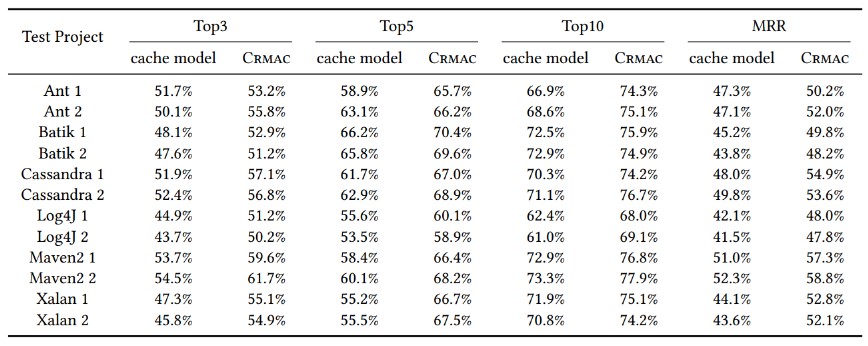 Test Project Top3 Top5 Top10 MRR
cache model CRMAC cache model CRMAC cache model CRMAC cache model CRMAC
Ant 1 51.7% 53.2% 58.9% 65.7% 66.9% 74.3% 47.3% 50.2%
Ant 2 50.1% 55.8% 63.1% 66.2% 68.6% 75.1% 47.1% 52.0%
Batik 1 48.1% 52.9% 66.2% 70.4% 72.5% 75.9% 45.2% 49.8%
Batik 2 47.6% 51.2% 65.8% 69.6% 72.9% 74.9% 43.8% 48.2%
Cassandra 1 51.9% 57.1% 61.7% 67.0% 70.3% 74.2% 48.0% 54.9%
Cassandra 2 52.4% 56.8% 62.9% 68.9% 71.1% 76.7% 49.8% 53.6%
Log4J 1 44.9% 51.2% 55.6% 60.1% 62.4% 68.0% 42.1% 48.0%
Log4J 2 43.7% 50.2% 53.5% 58.9% 61.0% 69.1% 41.5% 47.8%
Maven2 1 53.7% 59.6% 58.4% 66.4% 72.9% 76.8% 51.0% 57.3%
Maven2 2 54.5% 61.7% 60.1% 68.2% 73.3% 77.9% 52.3% 58.8%
Xalan 1 47.3% 55.1% 55.2% 66.7% 71.9% 75.1% 44.1% 52.8%
Xalan 2 45.8% 54.9% 55.5% 67.5% 70.8% 74.2% 43.6% 52.1%